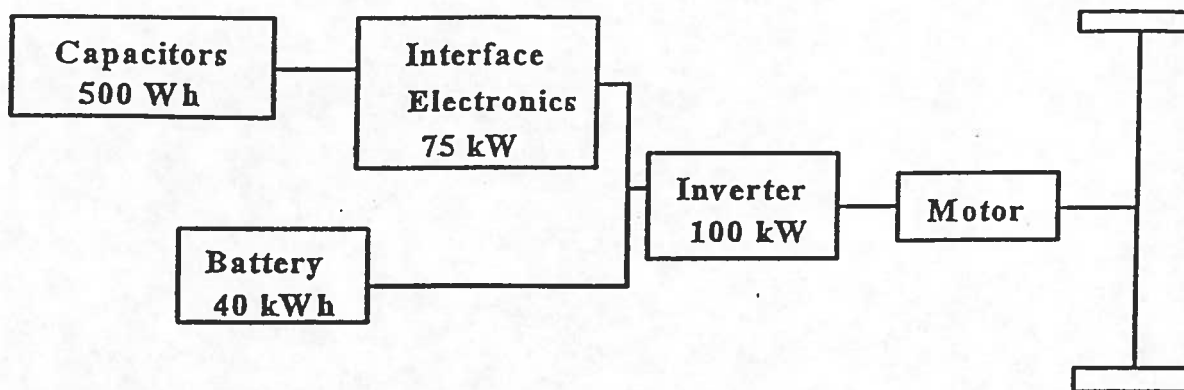 Capacitors
500 Wh
Interface
Electronics
75 kW
Inverter
100 kW
Motor
Battery
40 kWh